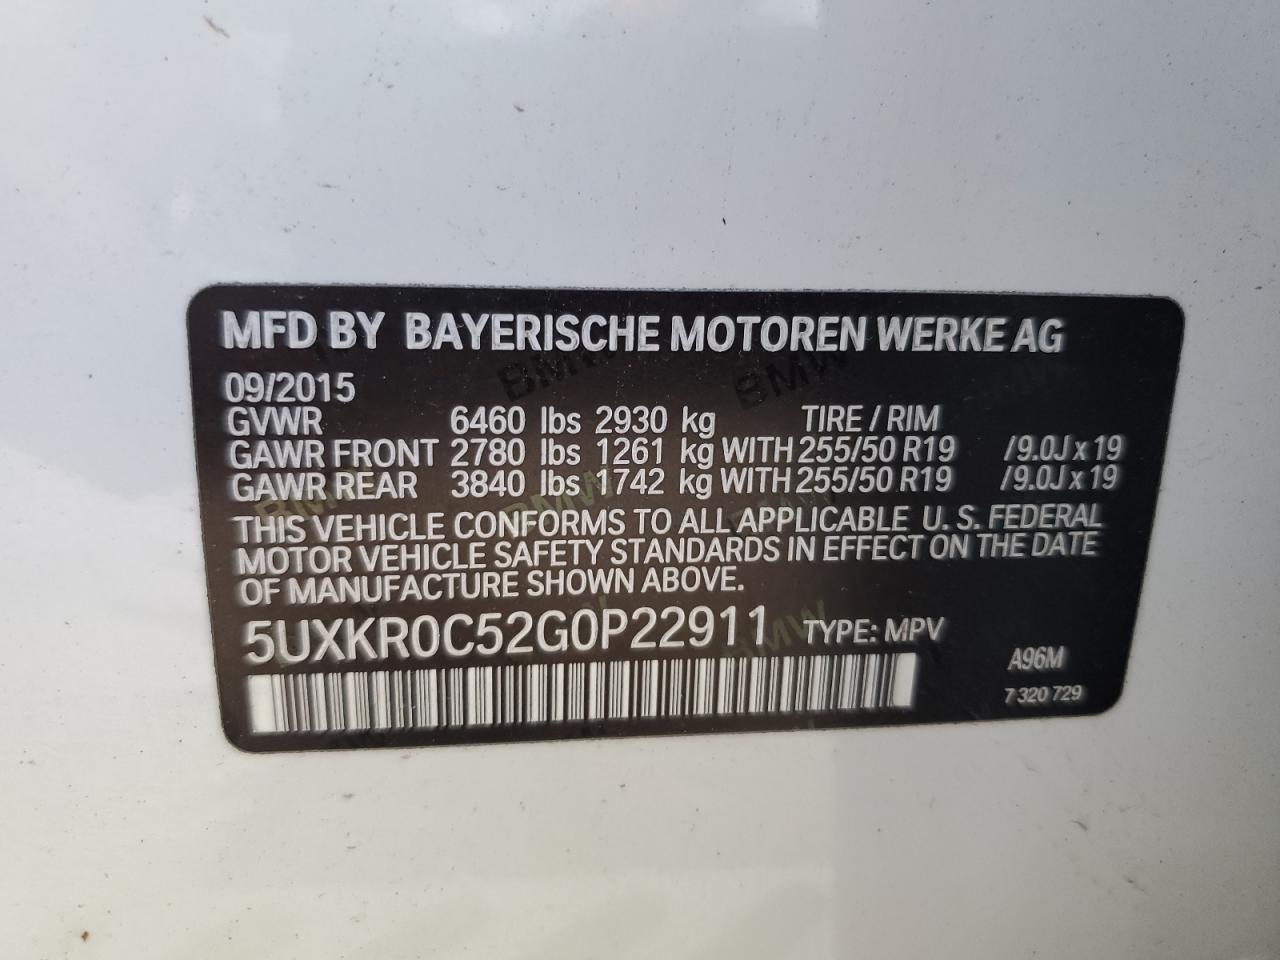 MFD BY BAYERISCHE MOTOREN WERKE AG
09/2015
GVWR 6460 lbs 2930 kg TIRE / RIM
GAWR FRONT 2780 lbs 1261 kg WITH 255/50 R19 /9.0J x 19
GAWR REAR 3840 lbs 1742 kg WITH 255/50 R19 /9.0J x 19
THIS VEHICLE CONFORMS TO ALL APPLICABLE U. S. FEDERAL
MOTOR VEHICLE SAFETY STANDARDS IN EFFECT ON THE DATE
OF MANUFACTURE SHOWN ABOVE.
5UXKR0C52G0P22911 TYPE: MPV
A96M
7 320 729